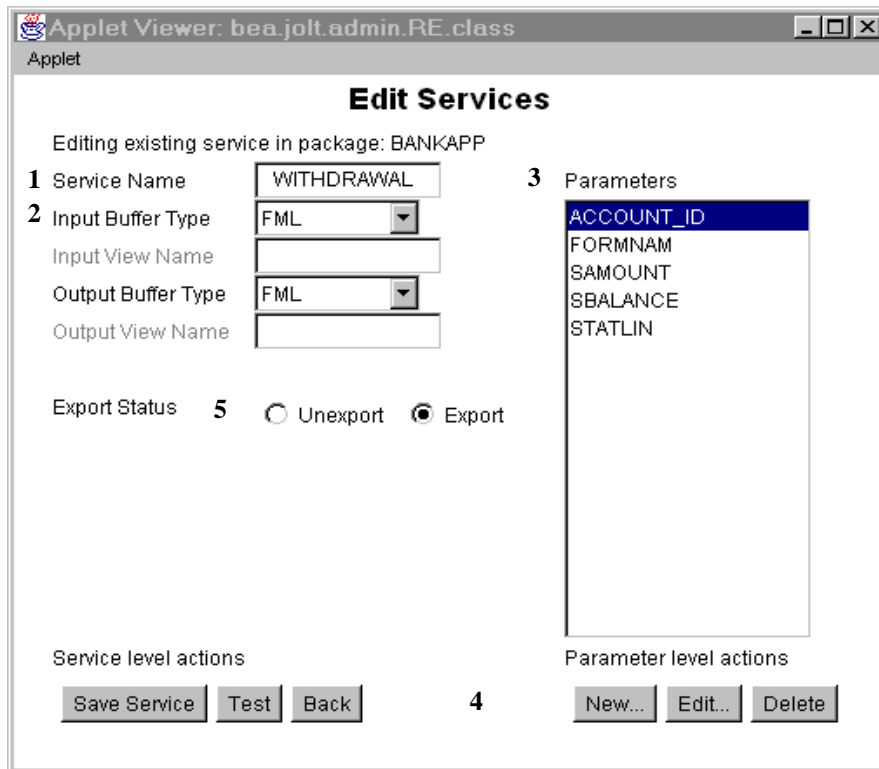 Applet Viewer: bea.jolt.admin.RE.class
Applet
Edit Services
Editing existing service in package: BANKAPP
1 Service Name WITHDRAWAL
3 Parameters
2 Input Buffer Type FML
Input View Name
Output Buffer Type FML
Output View Name
ACCOUNT_ID
FORMNAM
SAMOUNT
SBALANCE
STATLIN
Export Status 5 Unexport Export
Service level actions
Save Service Test Back
4
Parameter level actions
New... Edit... Delete